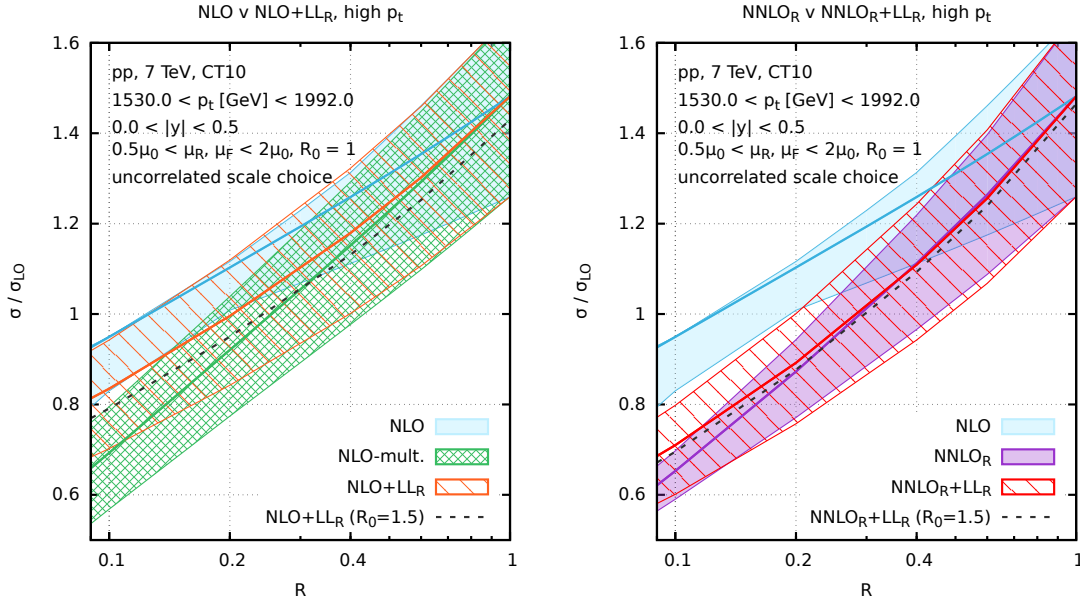 NLO v NLO+LL_R, high p_t
1.6
1.4
1.2
1
0.8
0.6
σ / σ_LO
pp, 7 TeV, CT10
1530.0 < p_t [GeV] < 1992.0
0.0 < |y| < 0.5
0.5μ_0 < μ_R, μ_F < 2μ_0, R_0 = 1
uncorrelated scale choice
NLO
NLO-mult.
NLO+LL_R
NLO+LL_R (R_0=1.5)
0.1 0.2 0.4 1
R
NNLO_R v NNLO_R+LL_R, high p_t
1.6
1.4
1.2
1
0.8
0.6
σ / σ_LO
pp, 7 TeV, CT10
1530.0 < p_t [GeV] < 1992.0
0.0 < |y| < 0.5
0.5μ_0 < μ_R, μ_F < 2μ_0, R_0 = 1
uncorrelated scale choice
NLO
NNLO_R
NNLO_R+LL_R
NNLO_R+LL_R (R_0=1.5)
0.1 0.2 0.4 1
R